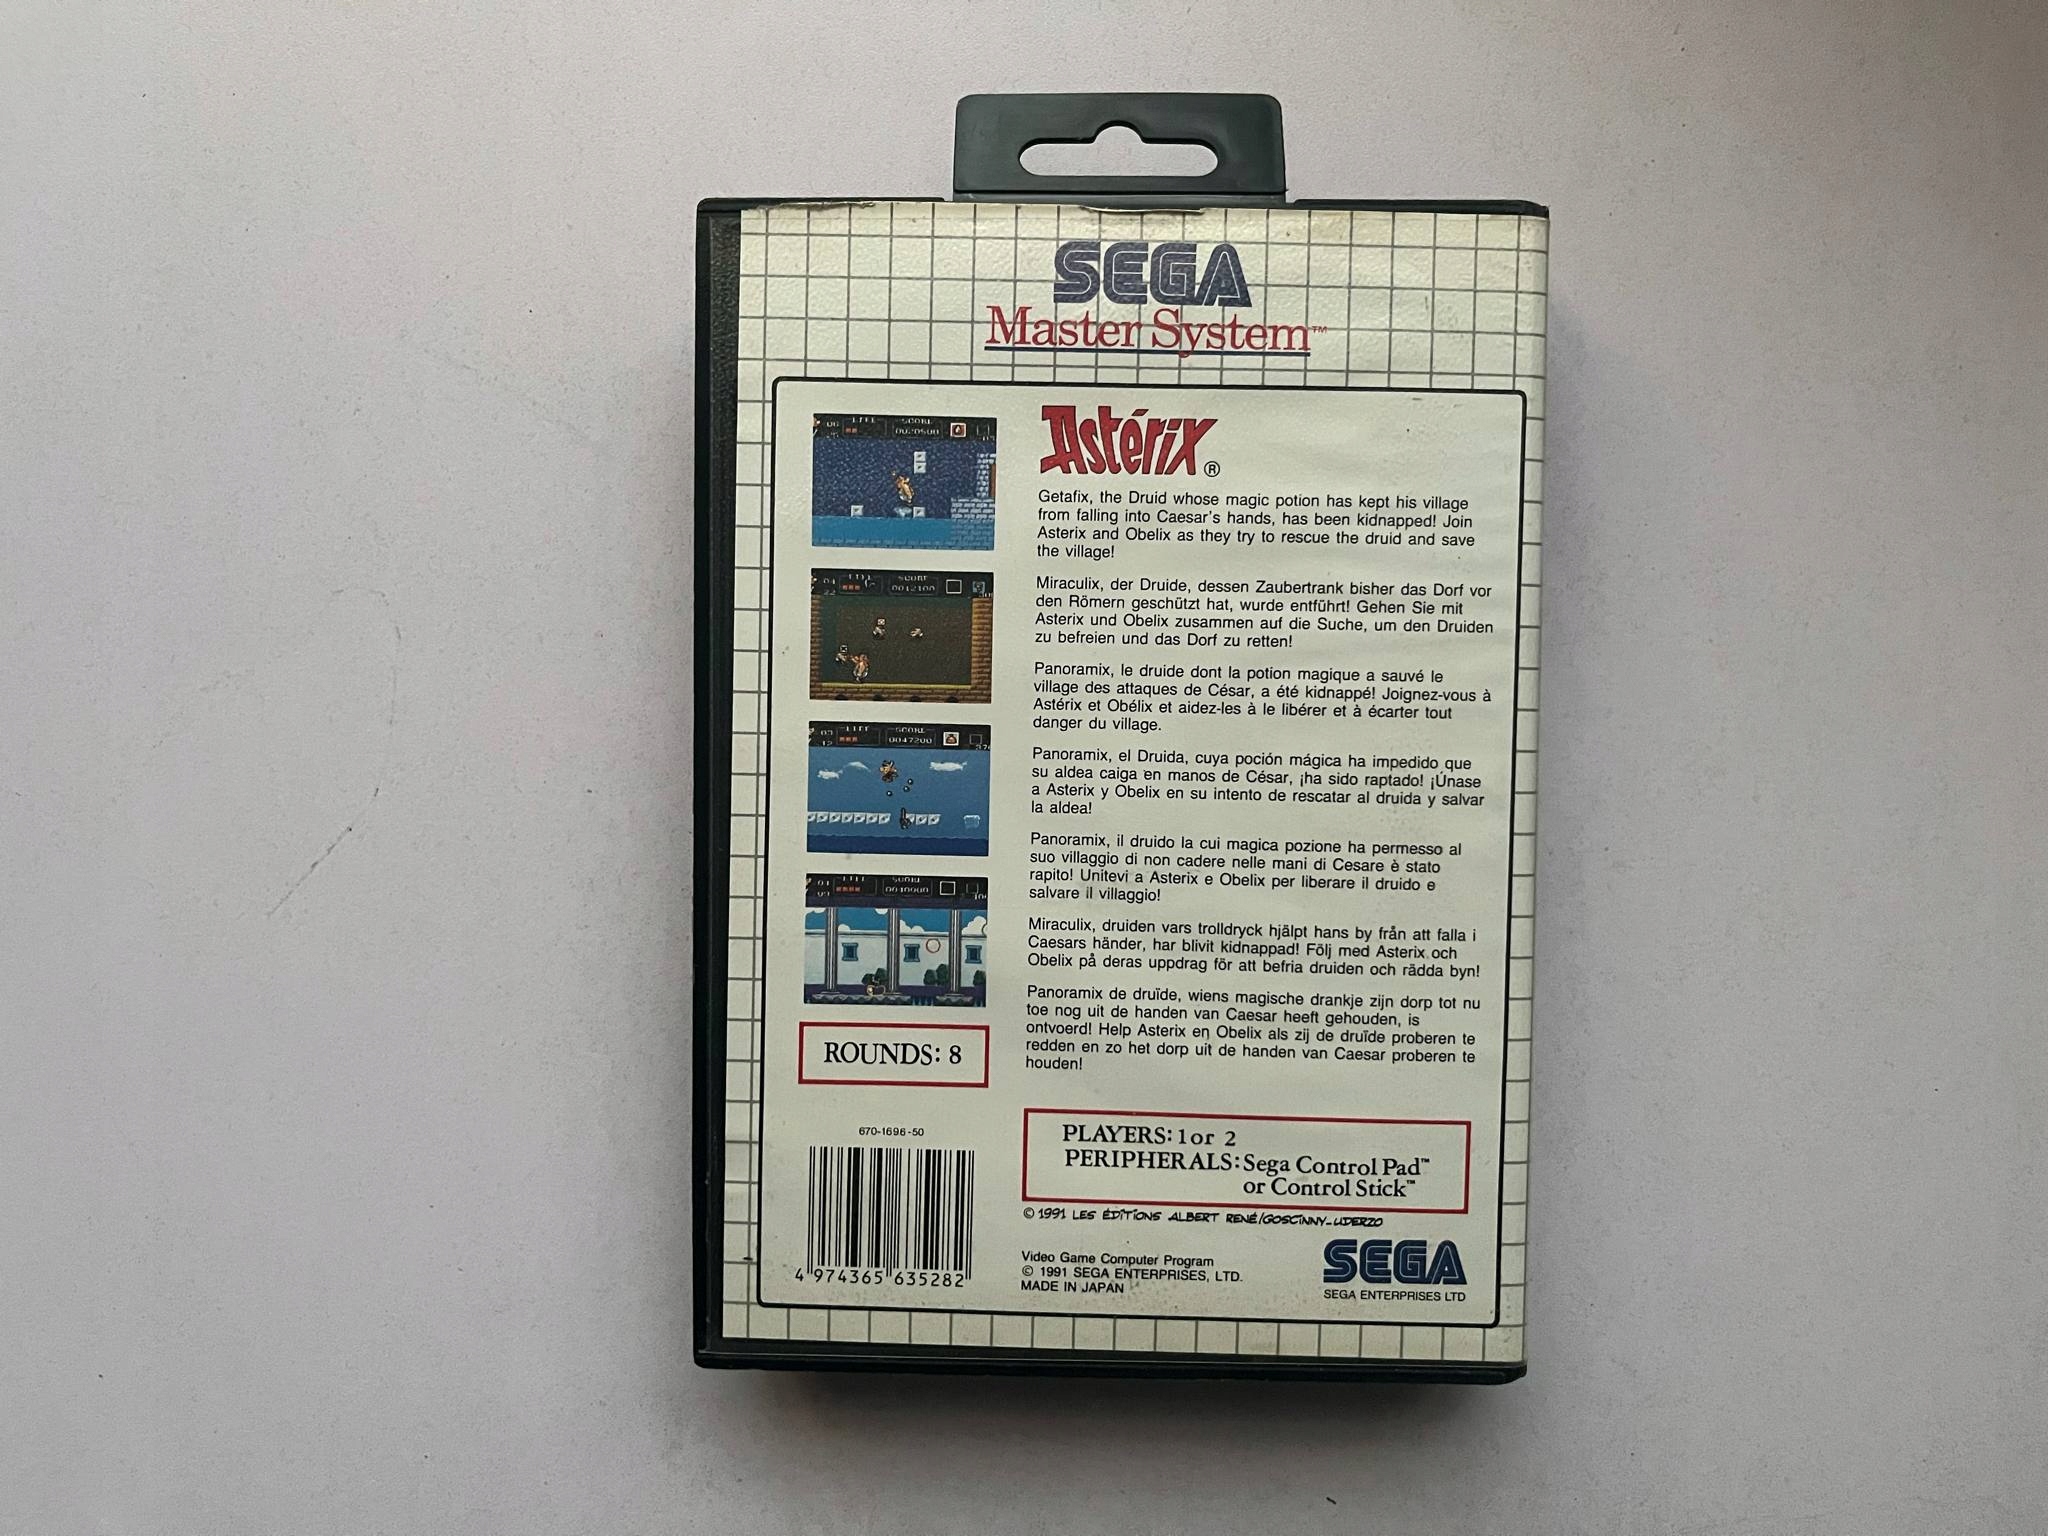 SEGA
Master System™
Astérix®
Getafix, the Druid whose magic potion has kept his village
from falling into Caesar's hands, has been kidnapped! Join
Asterix and Obelix as they try to rescue the druid and save
the village!
Miraculix, der Druide, dessen Zaubertrank bisher das Dorf vor
den Römern geschützt hat, wurde entführt! Gehen Sie mit
Asterix und Obelix zusammen auf die Suche, um den Druiden
zu befreien und das Dorf zu retten!
Panoramix, le druide dont la potion magique a sauvé le
village des attaques de César, a été kidnappé! Joignez-vous à
Astérix et Obélix et aidez-les à le libérer et à écarter tout
danger du village.
Panoramix, el Druida, cuya poción mágica ha impedido que
su aldea caiga en manos de César, ¡ha sido raptado! ¡Únase
a Asterix y Obelix en su intento de rescatar al druida y salvar
la aldea!
Panoramix, il druido la cui magica pozione ha permesso al
suo villaggio di non cadere nelle mani di Cesare è stato
rapito! Unitevi a Asterix e Obelix per liberare il druido e
salvare il villaggio!
Miraculix, druiden vars trolldryck hjälpt hans by från att falla i
Caesars händer, har blivit kidnappad! Följ med Asterix och
Obelix på deras uppdrag för att befria druiden och rädda byn!
Panoramix de druïde, wiens magische drankje zijn dorp tot nu
toe nog uit de handen van Caesar heeft gehouden, is
ontvoerd! Help Asterix en Obelix als zij de druïde proberen te
redden en zo het dorp uit de handen van Caesar proberen te
houden!
LIFE SCORE
LIFE SCORE
0012100
LIFE SCORE
0047200
LIFE SCORE
ROUNDS: 8
670-1696-50
4 974365 635282
PLAYERS: 1 or 2
PERIPHERALS: Sega Control Pad™
or Control Stick™
© 1991 LES ÉDITIONS ALBERT RENÉ/GOSCINNY-UDERZO
Video Game Computer Program
© 1991 SEGA ENTERPRISES, LTD.
MADE IN JAPAN
SEGA
SEGA ENTERPRISES LTD